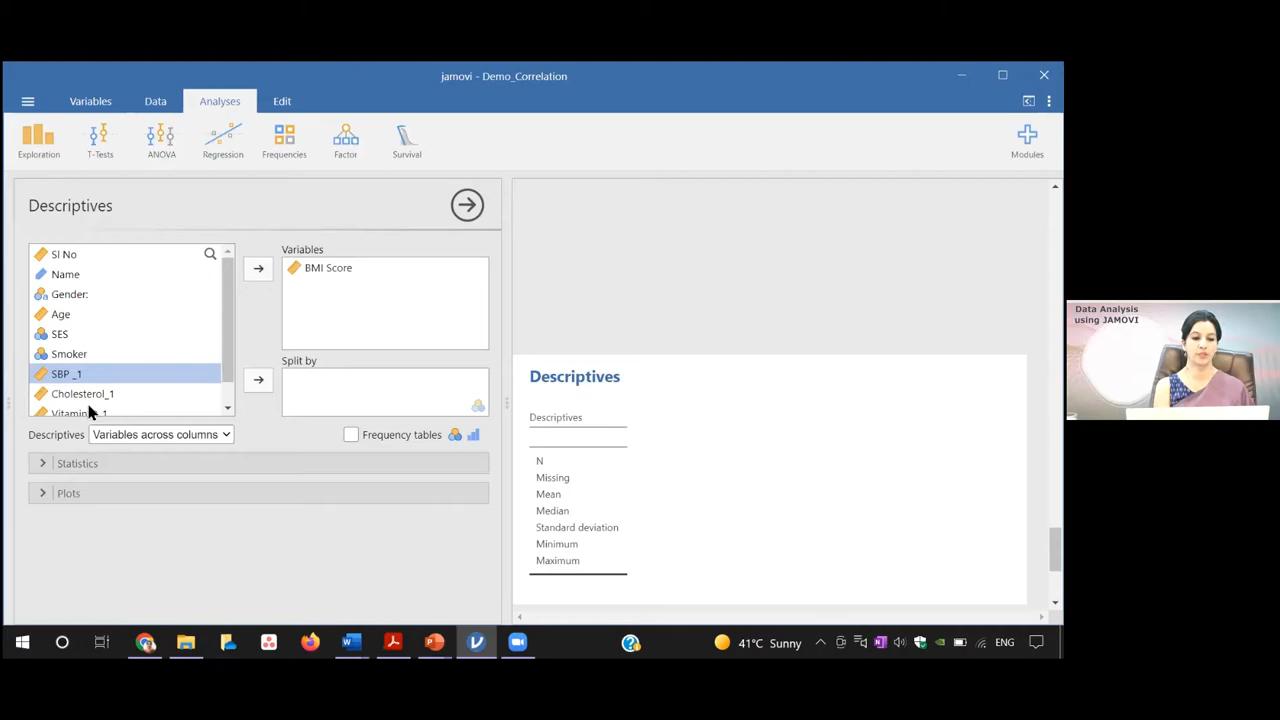 jamovi - Demo_Correlation
Variables
Data
Analyses
Edit
Exploration
T-Tests
ANOVA
Regression
Frequencies
Factor
Survival
Modules
Descriptives
Sl No
Name
Gender:
Age
SES
Smoker
SBP _1
Cholesterol_1
Variables
BMI Score
Split by
Descriptives
Variables across columns
Frequency tables
Statistics
Plots
Descriptives
Descriptives
N
Missing
Mean
Median
Standard deviation
Minimum
Maximum
Data Analysis
using JAMOVI
41°C Sunny
ENG